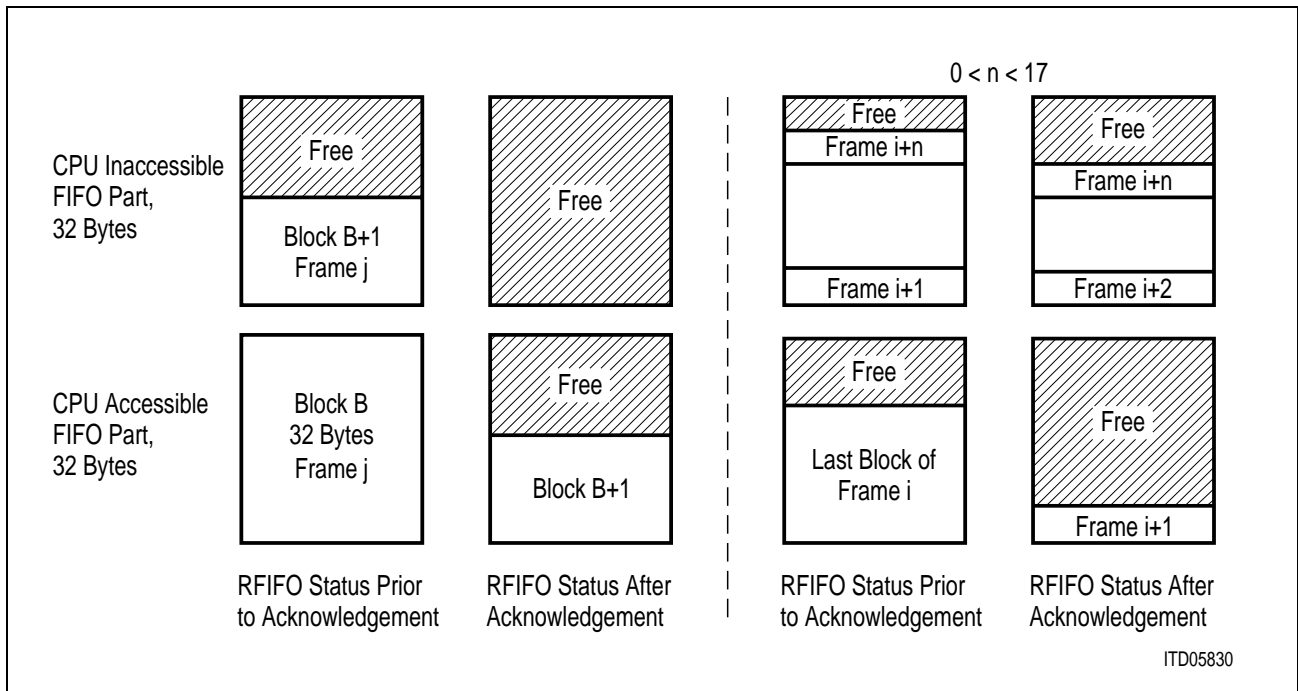 0 < n < 17
CPU Inaccessible
FIFO Part,
32 Bytes
Free
Block B+1
Frame j
Free
Free
Frame i+n
Frame i+1
Free
Frame i+n
Frame i+2
CPU Accessible
FIFO Part,
32 Bytes
Block B
32 Bytes
Frame j
Free
Block B+1
Free
Last Block of
Frame i
Free
Frame i+1
RFIFO Status Prior
to Acknowledgement
RFIFO Status After
Acknowledgement
RFIFO Status Prior
to Acknowledgement
RFIFO Status After
Acknowledgement
ITD05830